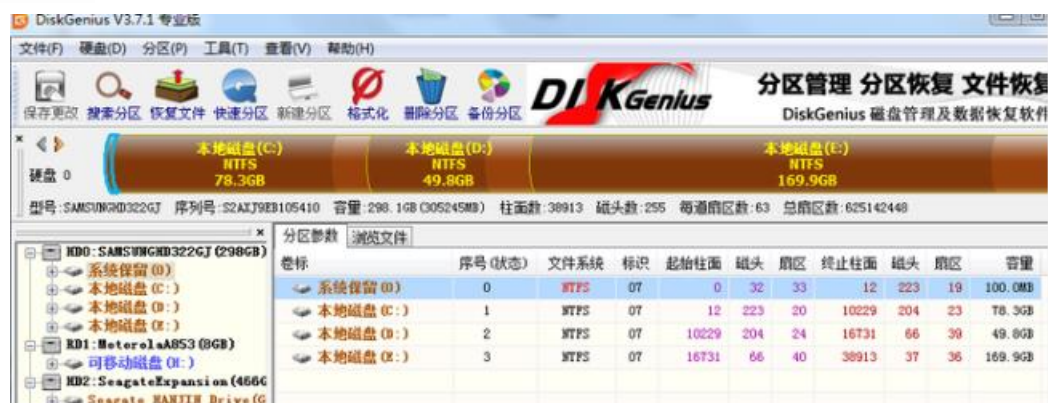 DiskGenius V3.7.1 专业版
文件(F) 硬盘(D) 分区(P) 工具(T) 查看(V) 帮助(H)
保存更改 搜索分区 恢复文件 快速分区 新建分区 格式化 删除分区 备份分区
DISKGenius
分区管理 分区恢复 文件恢复
DiskGenius 磁盘管理及数据恢复软件
硬盘 0
本地磁盘(C:)
NTFS
78.3GB
本地磁盘(D:)
NTFS
49.8GB
本地磁盘(E:)
NTFS
169.9GB
型号:SAMSUNGHD322GJ 序列号:S2AXJ9EB105410 容量:298.1GB(305245MB) 柱面数:38913 磁头数:255 每道扇区数:63 总扇区数:625142448
HD0:SAMSUNGHD322GJ(298GB)
系统保留(0)
本地磁盘(C:)
本地磁盘(D:)
本地磁盘(E:)
RD1:MotorolaA853(8GB)
可移动磁盘(H:)
HD2:SeagateExpansion(466G
Seagate NANJIN Drive(G
分区参数 浏览文件
卷标 序号(状态) 文件系统 标识 起始柱面 磁头 扇区 终止柱面 磁头 扇区 容量
系统保留(0) 0 NTFS 07 0 32 33 12 223 19 100.0MB
本地磁盘(C:) 1 NTFS 07 12 223 20 10229 204 23 78.3GB
本地磁盘(D:) 2 NTFS 07 10229 204 24 16731 66 39 49.8GB
本地磁盘(E:) 3 NTFS 07 16731 66 40 38913 37 36 169.9GB